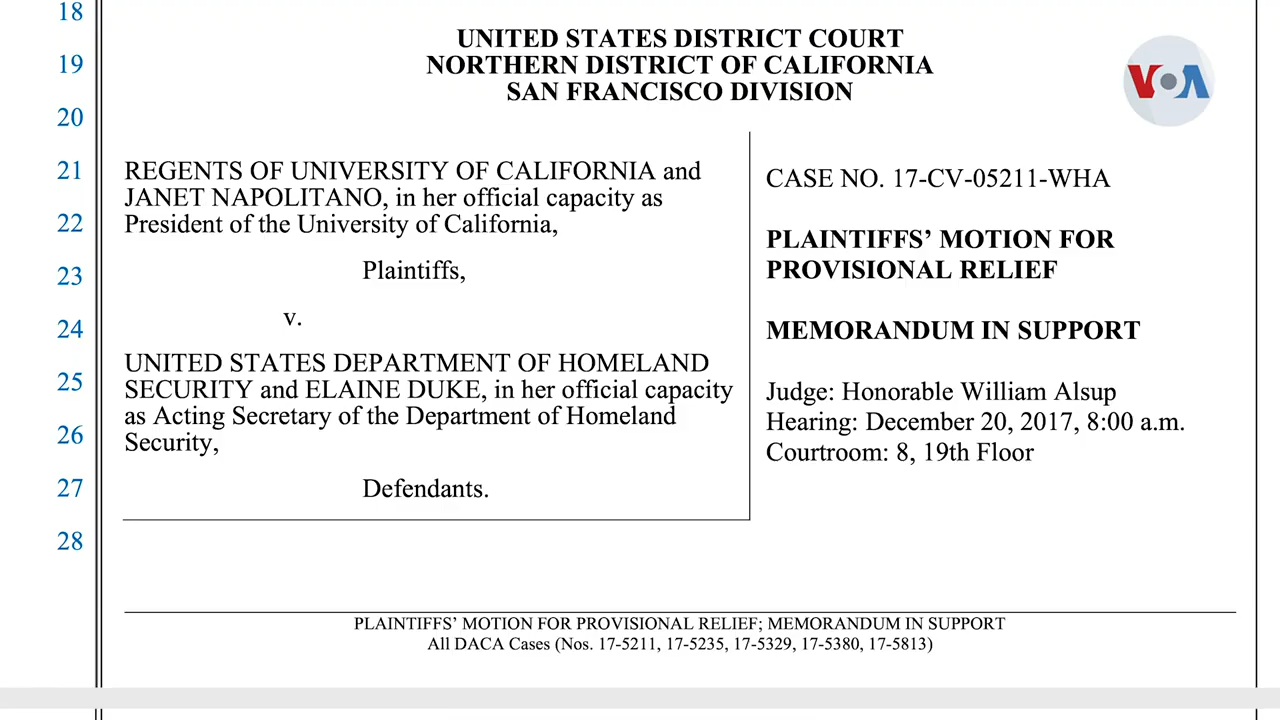 18
UNITED STATES DISTRICT COURT
19
NORTHERN DISTRICT OF CALIFORNIA
SAN FRANCISCO DIVISION
VOA
20
21
REGENTS OF UNIVERSITY OF CALIFORNIA and
JANET NAPOLITANO, in her official capacity as
22
President of the University of California,
23
Plaintiffs,
24
v.
UNITED STATES DEPARTMENT OF HOMELAND
25
SECURITY and ELAINE DUKE, in her official capacity
as Acting Secretary of the Department of Homeland
26
Security,
27
Defendants.
28
CASE NO. 17-CV-05211-WHA
PLAINTIFFS’ MOTION FOR
PROVISIONAL RELIEF
MEMORANDUM IN SUPPORT
Judge: Honorable William Alsup
Hearing: December 20, 2017, 8:00 a.m.
Courtroom: 8, 19th Floor
PLAINTIFFS’ MOTION FOR PROVISIONAL RELIEF; MEMORANDUM IN SUPPORT
All DACA Cases (Nos. 17-5211, 17-5235, 17-5329, 17-5380, 17-5813)